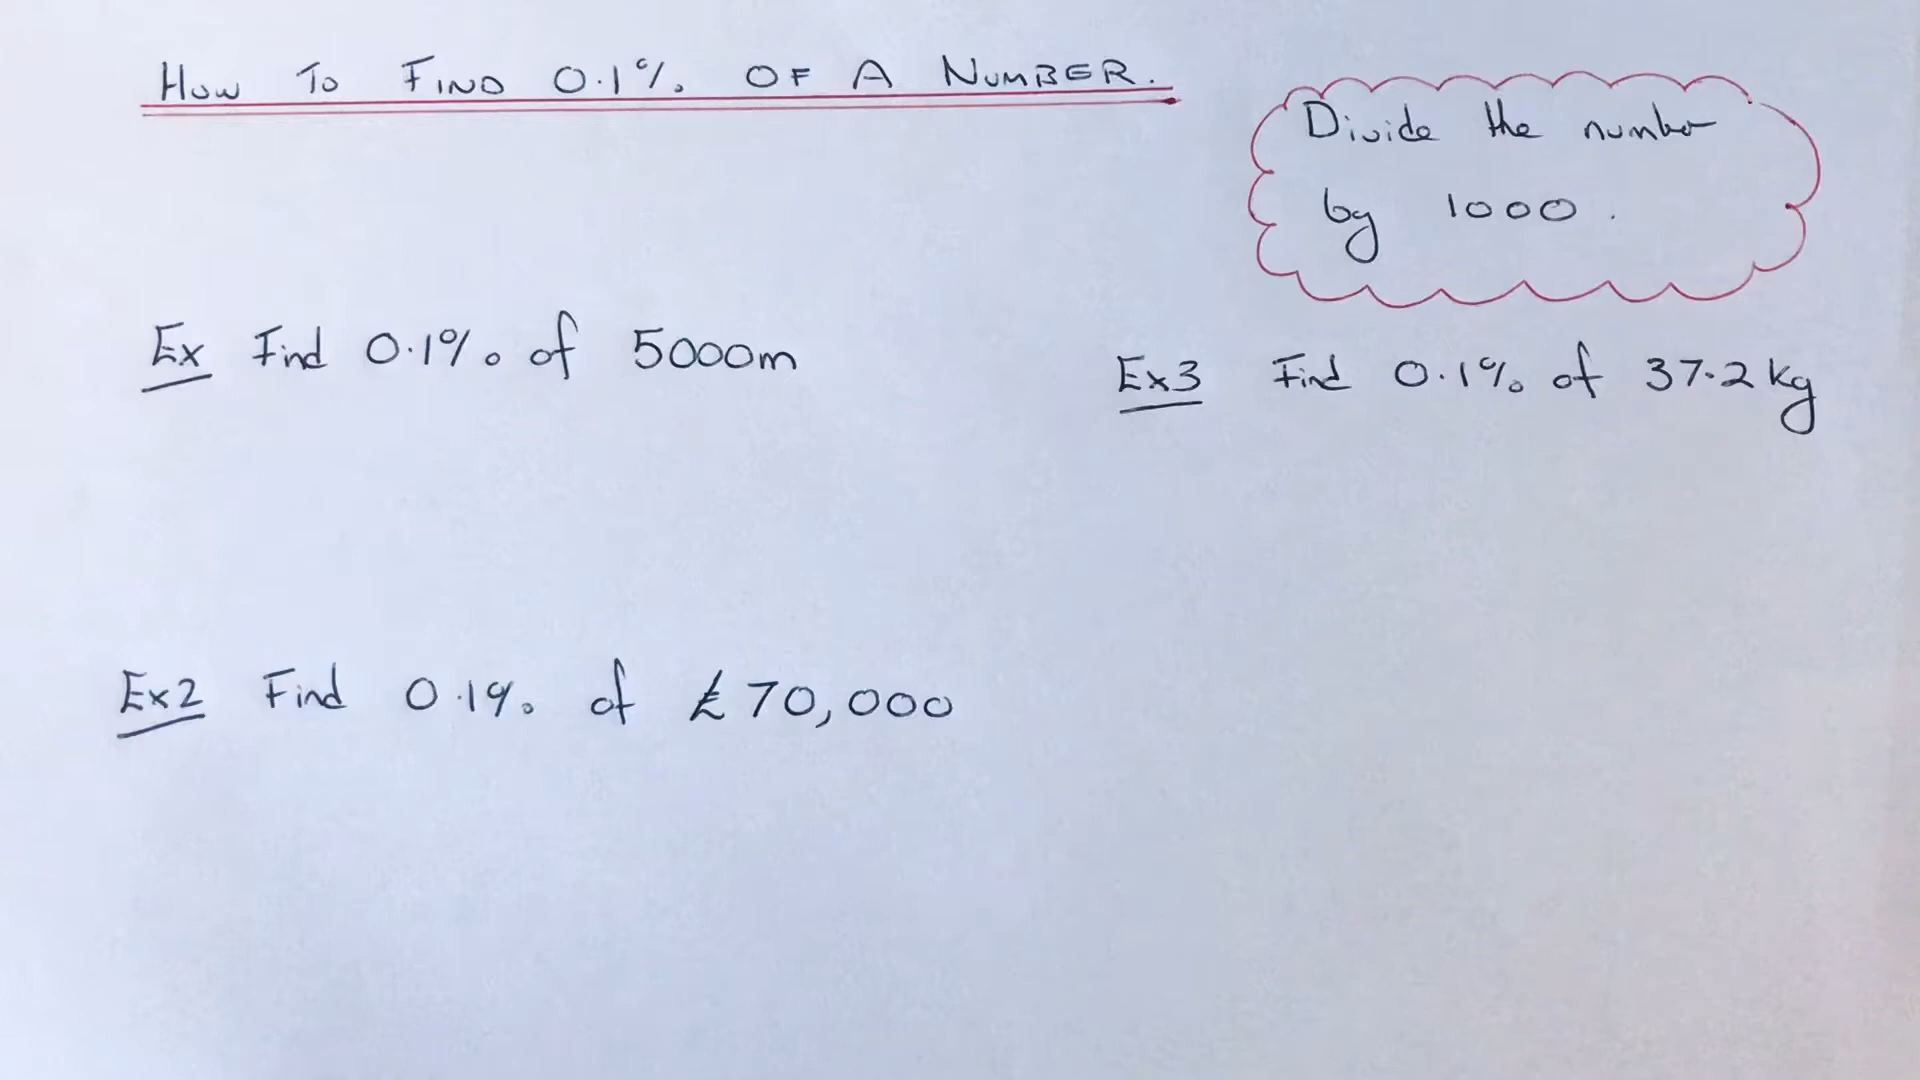 HOW TO FIND 0.1% OF A NUMBER.
Divide the number
by 1000.
Ex Find 0.1% of 5000m
Ex3 Find 0.1% of 37.2kg
Ex2 Find 0.1% of £70,000